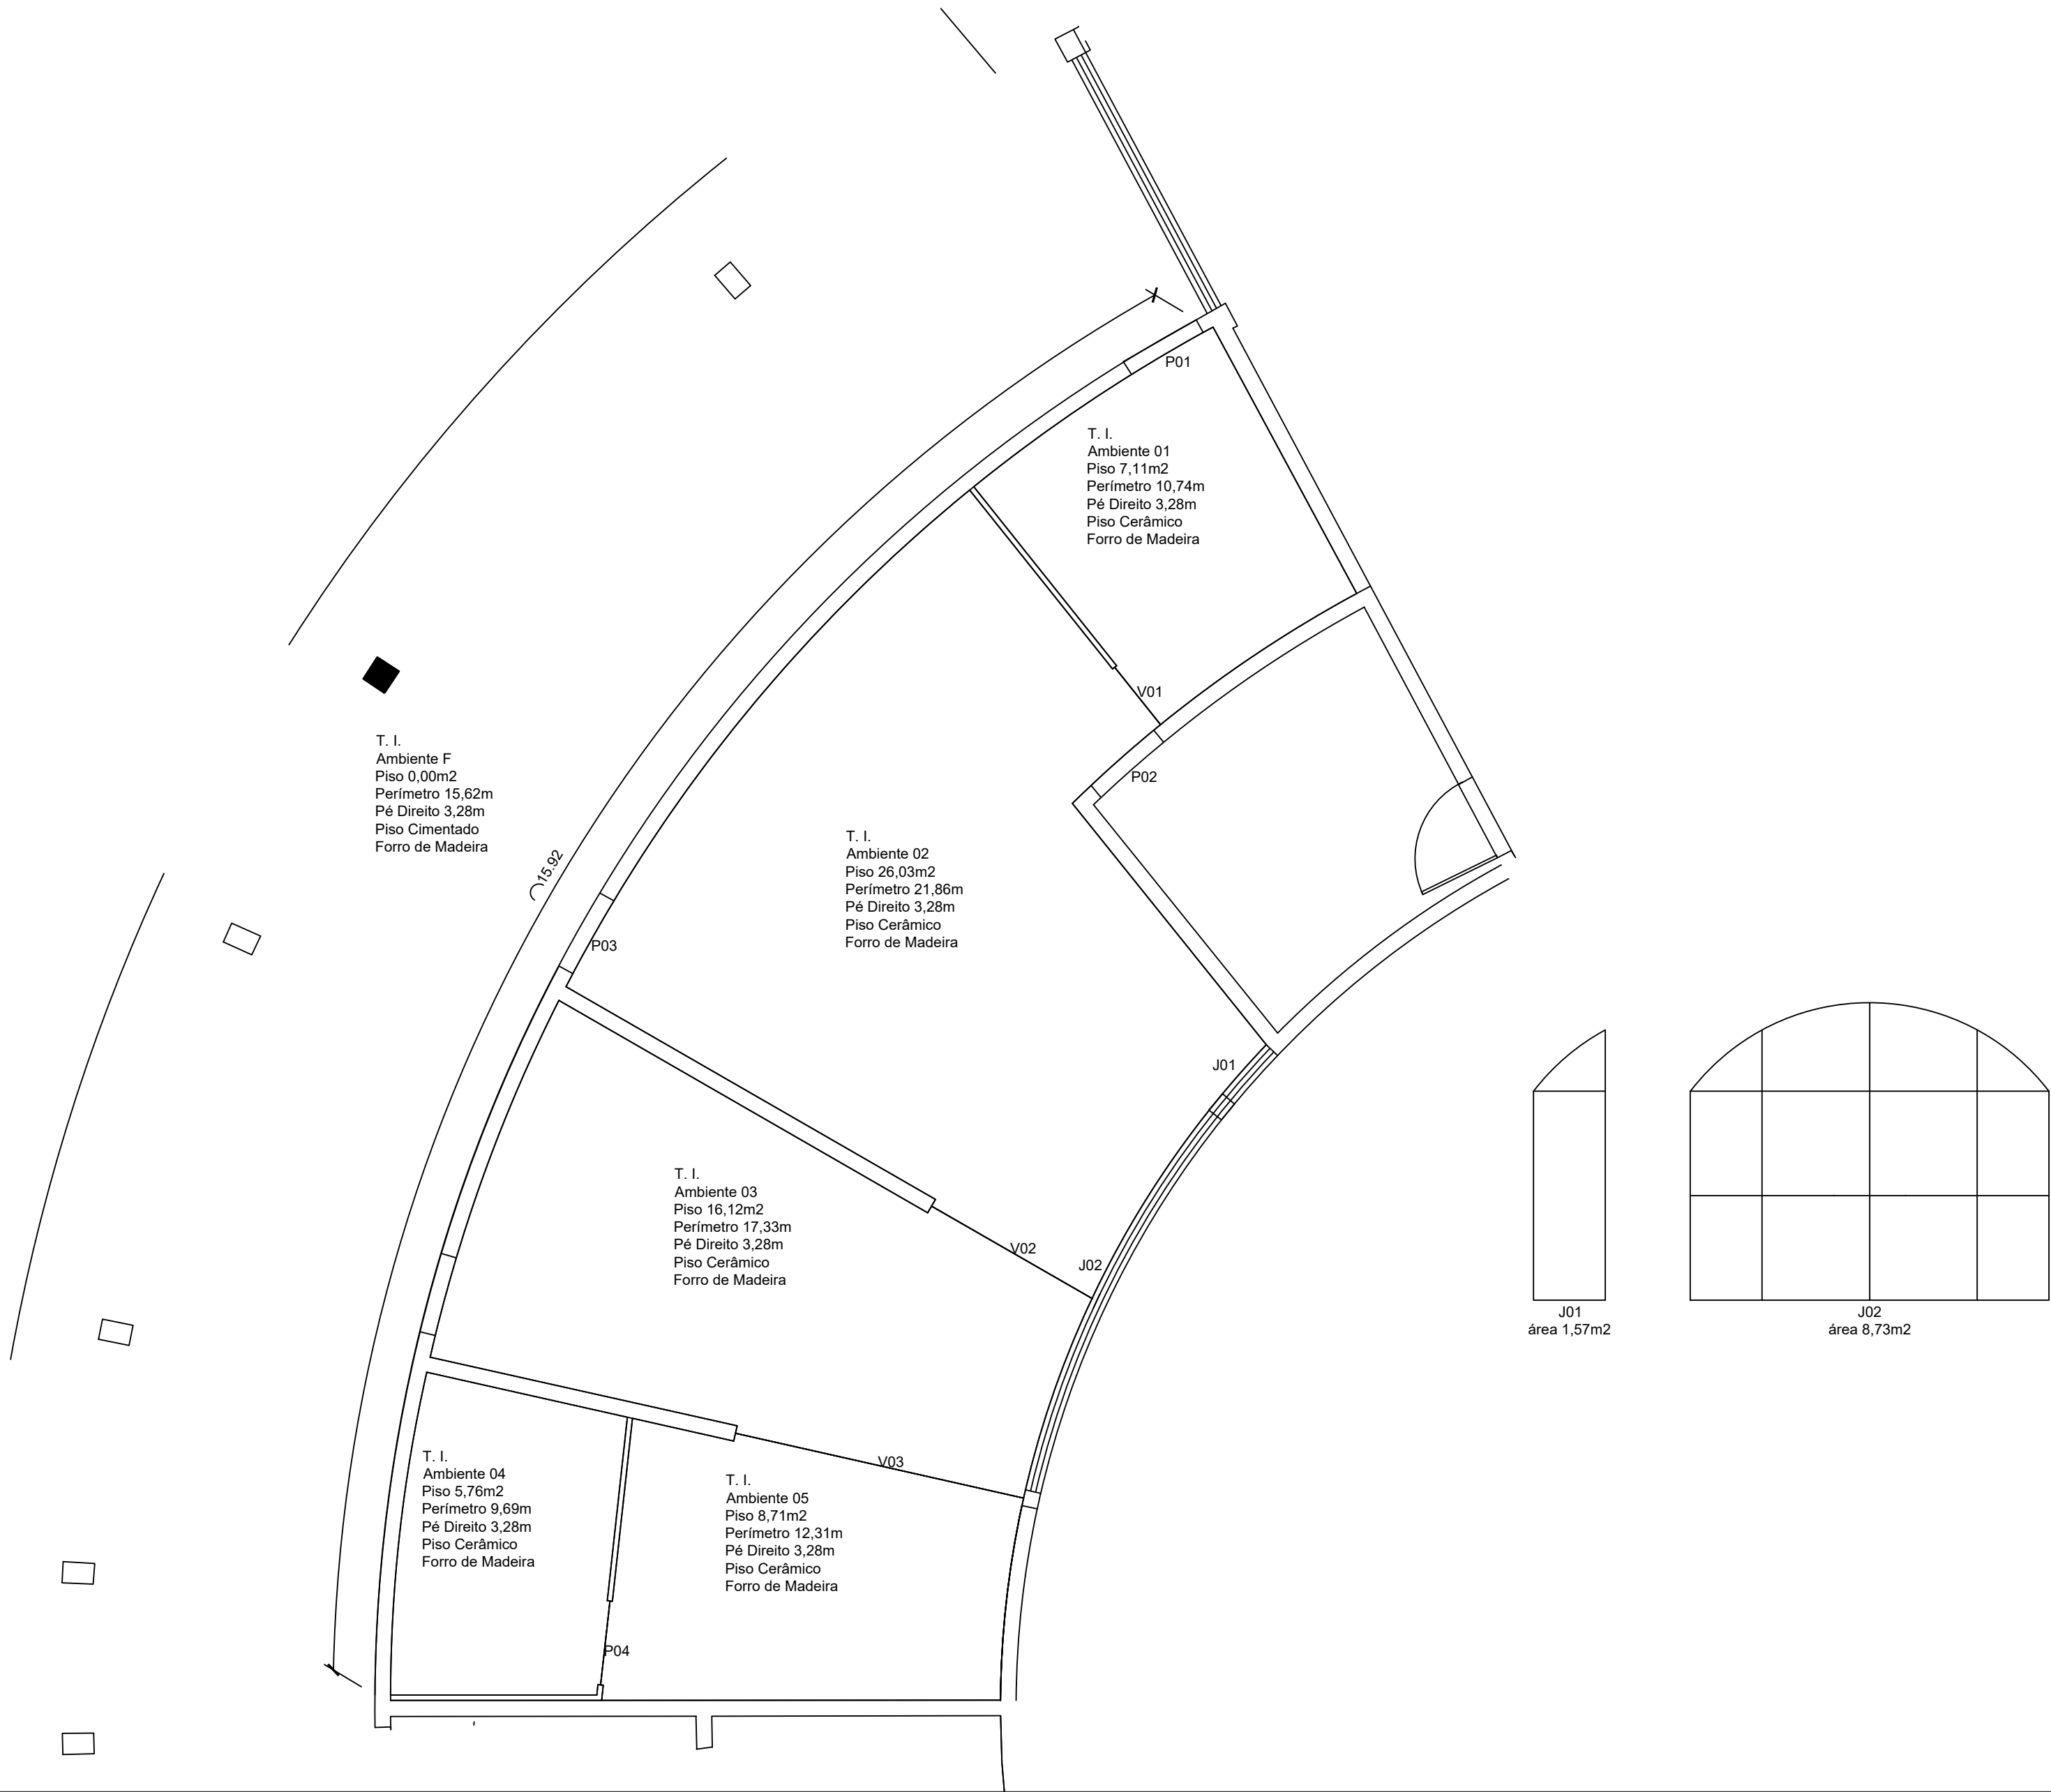 P01
T. I.
Ambiente 01
Piso 7,11m2
Perímetro 10,74m
Pé Direito 3,28m
Piso Cerâmico
Forro de Madeira
V01
P02
T. I.
Ambiente F
Piso 0,00m2
Perímetro 15,62m
Pé Direito 3,28m
Piso Cimentado
Forro de Madeira
15.92
T. I.
Ambiente 02
Piso 26,03m2
Perímetro 21,86m
Pé Direito 3,28m
Piso Cerâmico
Forro de Madeira
P03
J01
T. I.
Ambiente 03
Piso 16,12m2
Perímetro 17,33m
Pé Direito 3,28m
Piso Cerâmico
Forro de Madeira
V02
J02
J01
área 1,57m2
J02
área 8,73m2
T. I.
Ambiente 04
Piso 5,76m2
Perímetro 9,69m
Pé Direito 3,28m
Piso Cerâmico
Forro de Madeira
V03
T. I.
Ambiente 05
Piso 8,71m2
Perímetro 12,31m
Pé Direito 3,28m
Piso Cerâmico
Forro de Madeira
P04